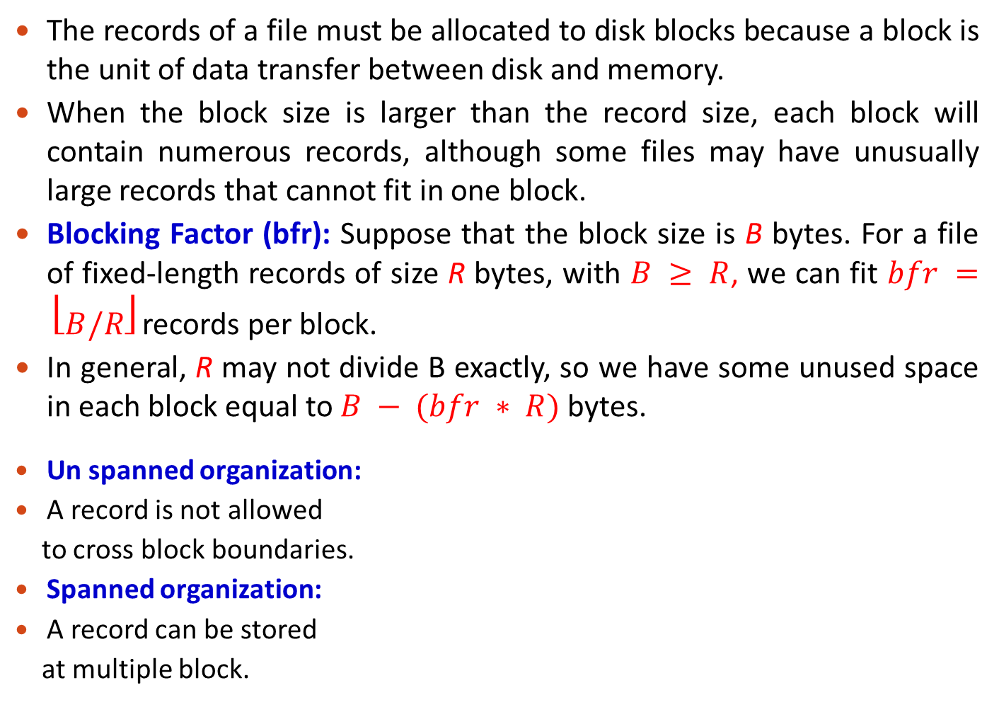 • The records of a file must be allocated to disk blocks because a block is
the unit of data transfer between disk and memory.
• When the block size is larger than the record size, each block will
contain numerous records, although some files may have unusually
large records that cannot fit in one block.
• Blocking Factor (bfr): Suppose that the block size is B bytes. For a file
of fixed-length records of size R bytes, with B ≥ R, we can fit bfr =
⌊B/R⌋ records per block.
• In general, R may not divide B exactly, so we have some unused space
in each block equal to B − (bfr ∗ R) bytes.
• Un spanned organization:
• A record is not allowed
to cross block boundaries.
• Spanned organization:
• A record can be stored
at multiple block.